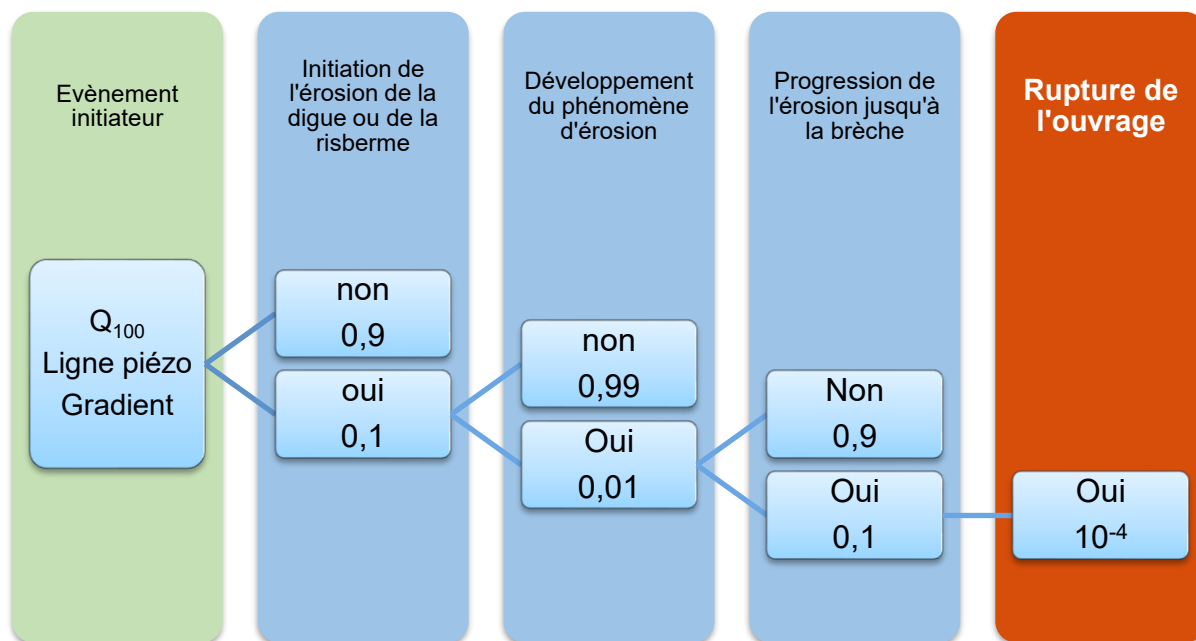 Evènement
initiateur
Q100
Ligne piézo
Gradient
Initiation de
l'érosion de la
digue ou de la
risberme
non
0,9
oui
0,1
Développement
du phénomène
d'érosion
non
0,99
Oui
0,01
Progression de
l'érosion jusqu'à
la brèche
Non
0,9
Oui
0,1
Rupture de
l'ouvrage
Oui
10-4